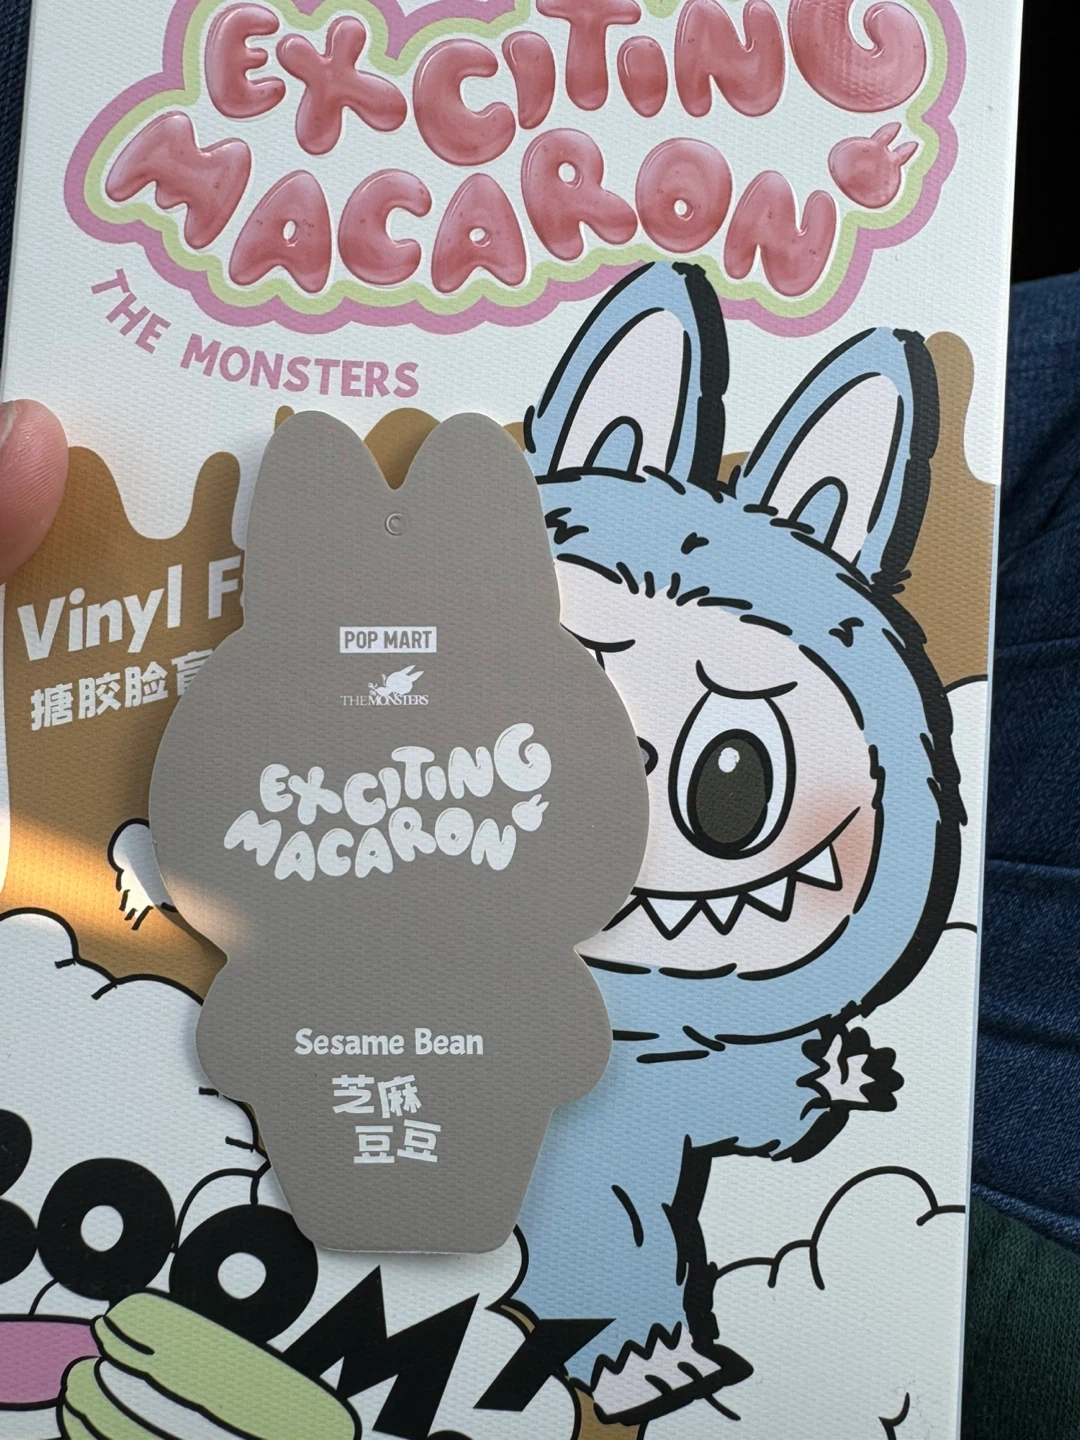 EXCITING
MACARON
THE MONSTERS
Vinyl F
搪胶脸
POP MART
THE MONSTERS
EXCITING
MACARON
Sesame Bean
芝麻
豆豆
BOOM!